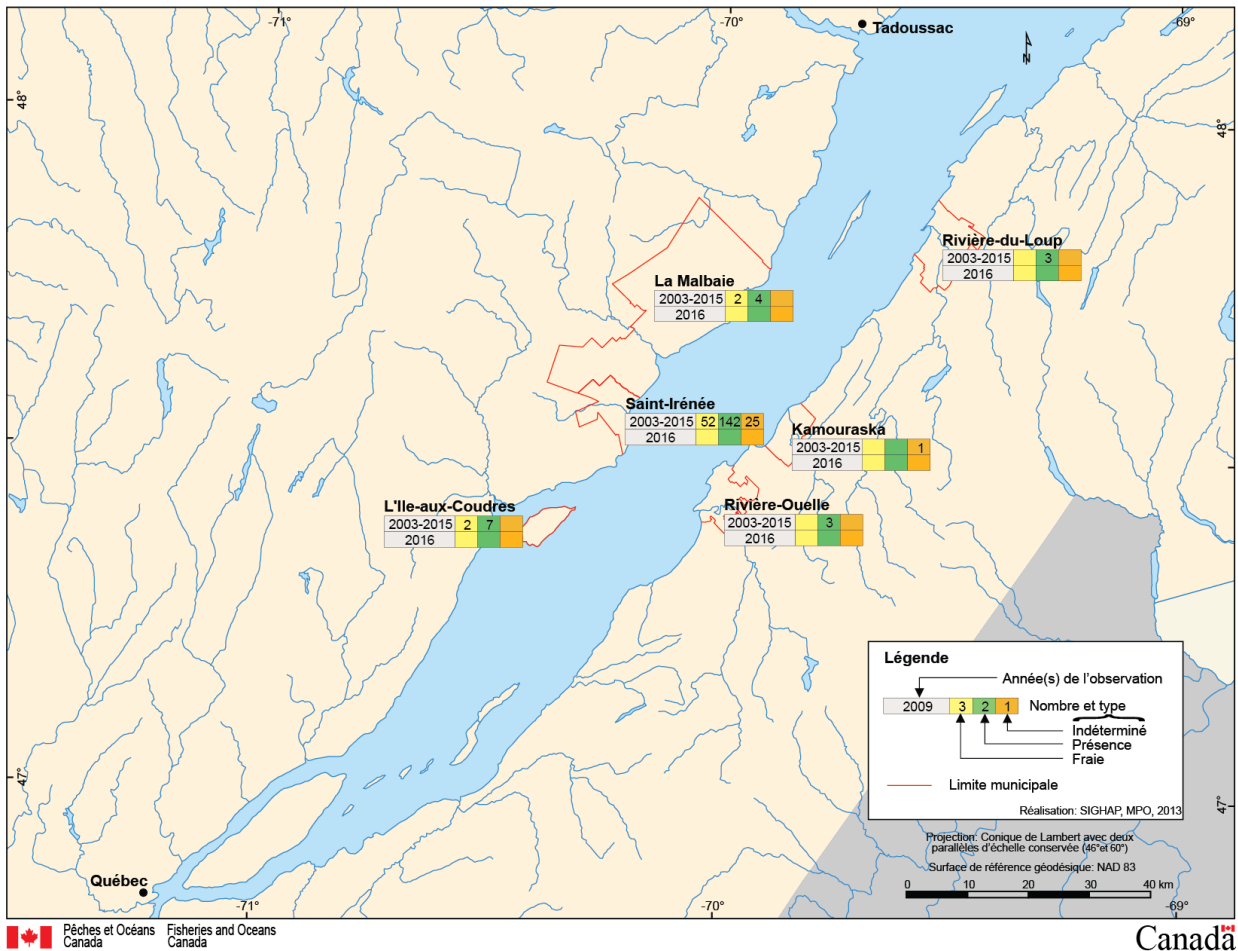 -71°
-70°
-69°
Tadoussac
N
48°
48°
Rivière-du-Loup
2003-2015 3
2016
La Malbaie
2003-2015 2 4
2016
Saint-Irénée
2003-2015 52 142 25
2016
Kamouraska
2003-2015 1
2016
L'Ile-aux-Coudres
2003-2015 2 7
2016
Rivière-Ouelle
2003-2015 3
2016
Légende
Année(s) de l'observation
2009 3 2 1 Nombre et type
Indéterminé
Présence
Fraie
Limite municipale
Réalisation: SIGHAP, MPO, 2013
47°
47°
Projection: Conique de Lambert avec deux
parallèles d'échelle conservée (46°et 60°)
Surface de référence géodésique: NAD 83
0 10 20 30 40 km
Québec
-71°
-70°
-69°
Pêches et Océans
Canada
Fisheries and Oceans
Canada
Canada